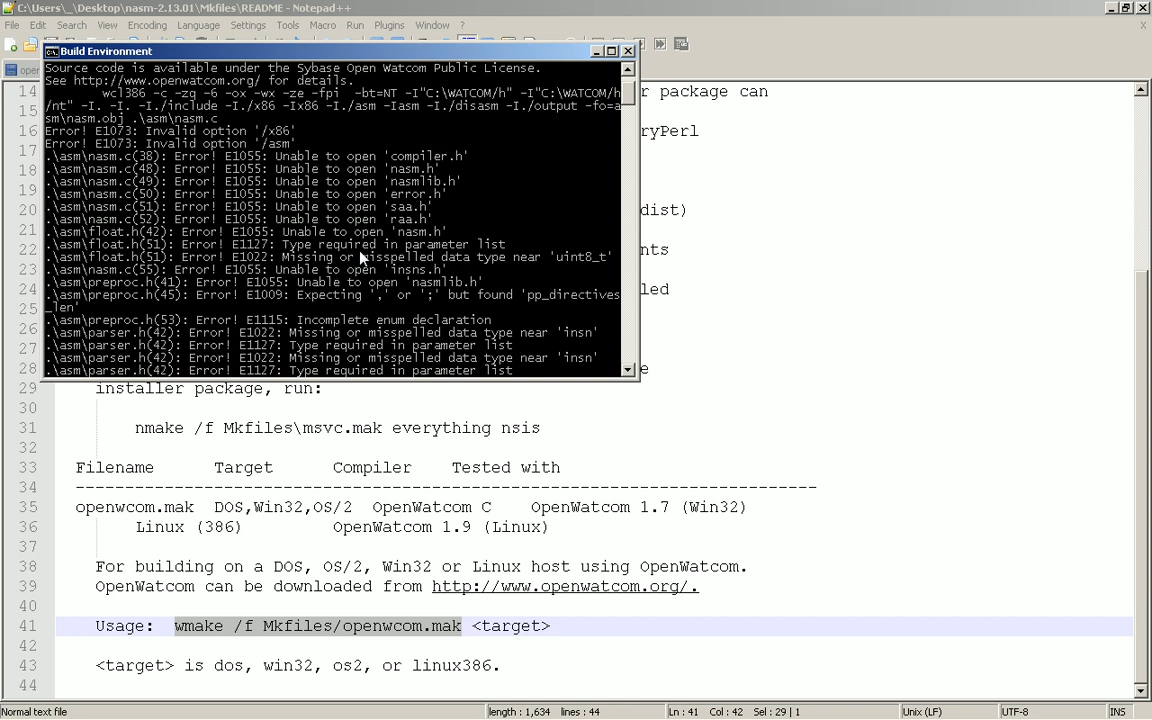 C:\Users\_\Desktop\nasm-2.13.01\Mkfiles\README - Notepad++
File Edit Search View Encoding Language Settings Tools Macro Run Plugins Window ?
Build Environment
open
Source code is available under the Sybase Open Watcom Public License.
See http://www.openwatcom.org/ for details.
wcl386 -c -zq -6 -ox -wx -ze -fpi -bt=NT -I"C:\WATCOM/h" -I"C:\WATCOM/h
/nt" -I. -I. -I./include -I./x86 -Ix86 -I./asm -Iasm -I./disasm -I./output -fo=a
sm\nasm.obj .\asm\nasm.c
Error! E1073: Invalid option '/x86'
Error! E1073: Invalid option '/asm'
.\asm\nasm.c(38): Error! E1055: Unable to open 'compiler.h'
.\asm\nasm.c(48): Error! E1055: Unable to open 'nasm.h'
.\asm\nasm.c(49): Error! E1055: Unable to open 'nasmlib.h'
.\asm\nasm.c(50): Error! E1055: Unable to open 'error.h'
.\asm\nasm.c(51): Error! E1055: Unable to open 'saa.h'
.\asm\nasm.c(52): Error! E1055: Unable to open 'raa.h'
.\asm\float.h(42): Error! E1055: Unable to open 'nasm.h'
.\asm\float.h(51): Error! E1127: Type required in parameter list
.\asm\float.h(51): Error! E1022: Missing or misspelled data type near 'uint8_t'
.\asm\nasm.c(55): Error! E1055: Unable to open 'insns.h'
.\asm\preproc.h(41): Error! E1055: Unable to open 'nasmlib.h'
.\asm\preproc.h(45): Error! E1009: Expecting ',' or ';' but found 'pp_directives
_len'
.\asm\preproc.h(53): Error! E1115: Incomplete enum declaration
.\asm\parser.h(42): Error! E1022: Missing or misspelled data type near 'insn'
.\asm\parser.h(42): Error! E1127: Type required in parameter list
.\asm\parser.h(42): Error! E1022: Missing or misspelled data type near 'insn'
.\asm\parser.h(42): Error! E1127: Type required in parameter list
14 r package can
15
16 ryPerl
17
18
19
20 dist)
21
22 nts
23
24 led
25
26
27
28 e
29 installer package, run:
30
31 nmake /f Mkfiles\msvc.mak everything nsis
32
33 Filename Target Compiler Tested with
34 ---------------------------------------------------------------------------
35 openwcom.mak DOS,Win32,OS/2 OpenWatcom C OpenWatcom 1.7 (Win32)
36 Linux (386) OpenWatcom 1.9 (Linux)
37
38 For building on a DOS, OS/2, Win32 or Linux host using OpenWatcom.
39 OpenWatcom can be downloaded from http://www.openwatcom.org/.
40
41 Usage: wmake /f Mkfiles/openwcom.mak <target>
42
43 <target> is dos, win32, os2, or linux386.
44
Normal text file length : 1,634 lines : 44 Ln : 41 Col : 42 Sel : 29 | 1 Unix (LF) UTF-8 INS